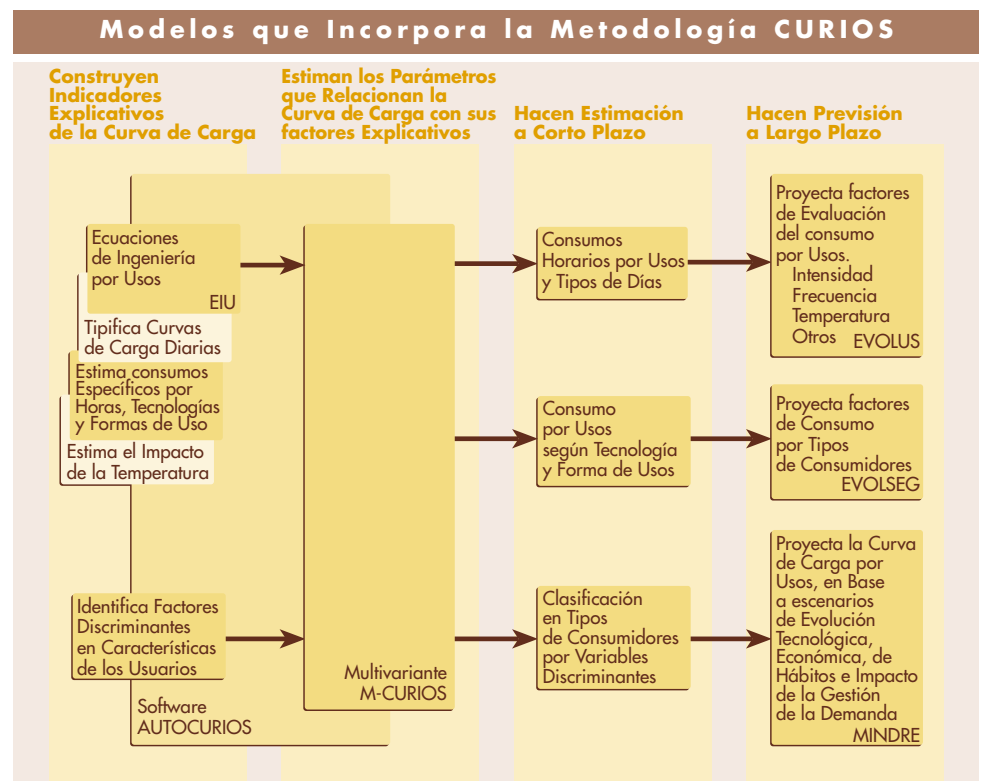 Modelos que Incorpora la Metodología CURIOS
Construyen
Indicadores
Explicativos
de la Curva de Carga
Estiman los Parámetros
que Relacionan la
Curva de Carga con sus
factores Explicativos
Hacen Estimación
a Corto Plazo
Hacen Previsión
a Largo Plazo
Ecuaciones
de Ingeniería
por Usos
EIU
Tipifica Curvas
de Carga Diarias
Estima consumos
Específicos por
Horas, Tecnologías
y Formas de Uso
Estima el Impacto
de la Temperatura
Identifica Factores
Discriminantes
en Características
de los Usuarios
Software
AUTOCURIOS
Multivariante
M-CURIOS
Consumos
Horarios por Usos
y Tipos de Días
Consumo
por Usos
según Tecnología
y Forma de Usos
Clasificación
en Tipos
de Consumidores
por Variables
Discriminantes
Proyecta factores
de Evaluación
del consumo
por Usos.
Intensidad
Frecuencia
Temperatura
Otros EVOLUS
Proyecta factores
de Consumo
por Tipos
de Consumidores
EVOLSEG
Proyecta la Curva
de Carga por
Usos, en Base
a escenarios
de Evolución
Tecnológica,
Económica, de
Hábitos e Impacto
de la Gestión
de la Demanda
MINDRE